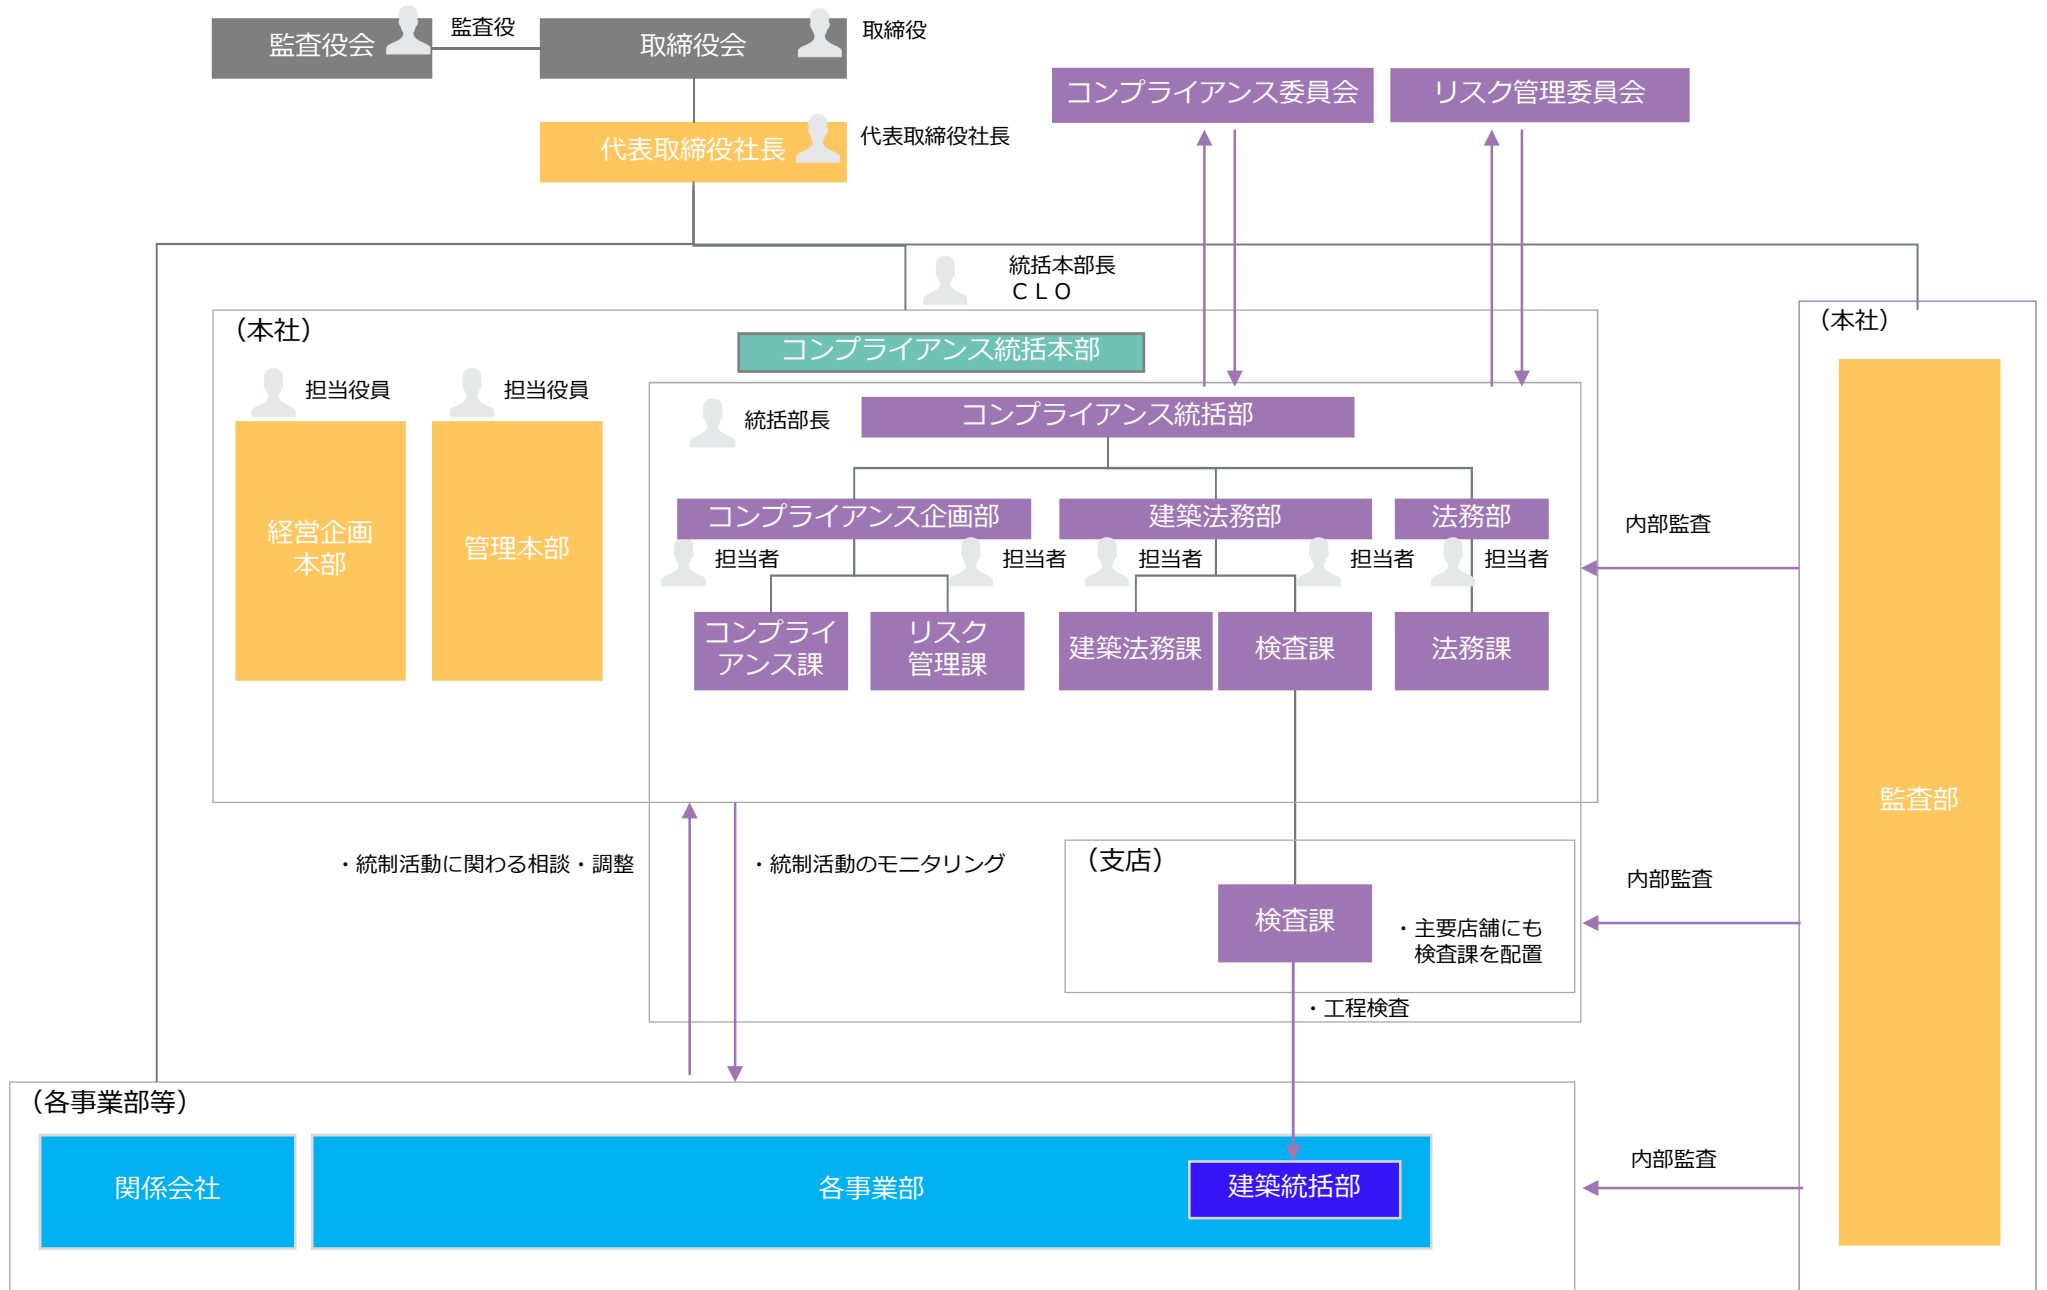 監査役会
監査役
取締役会
取締役
コンプライアンス委員会
リスク管理委員会
代表取締役社長
代表取締役社長
統括本部長
ＣＬＯ
（本社）
（本社）
コンプライアンス統括本部
担当役員
担当役員
統括部長
コンプライアンス統括部
経営企画
本部
管理本部
コンプライアンス企画部
建築法務部
法務部
内部監査
担当者
担当者
担当者
担当者
担当者
コンプライ
アンス課
リスク
管理課
建築法務課
検査課
法務課
監査部
・統制活動に関わる相談・調整
・統制活動のモニタリング
（支店）
内部監査
検査課
・主要店舗にも
検査課を配置
・工程検査
（各事業部等）
内部監査
関係会社
各事業部
建築統括部